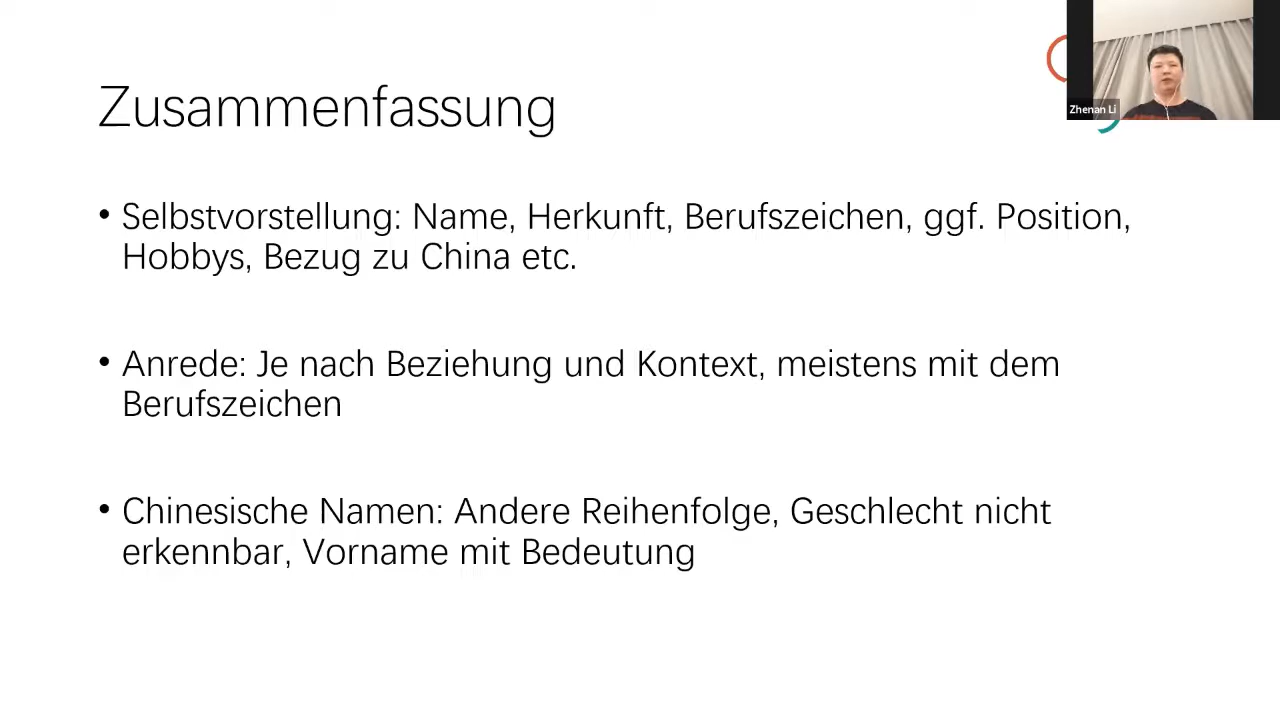 Zusammenfassung
Zhenan Li
• Selbstvorstellung: Name, Herkunft, Berufszeichen, ggf. Position,
Hobbys, Bezug zu China etc.
• Anrede: Je nach Beziehung und Kontext, meistens mit dem
Berufszeichen
• Chinesische Namen: Andere Reihenfolge, Geschlecht nicht
erkennbar, Vorname mit Bedeutung